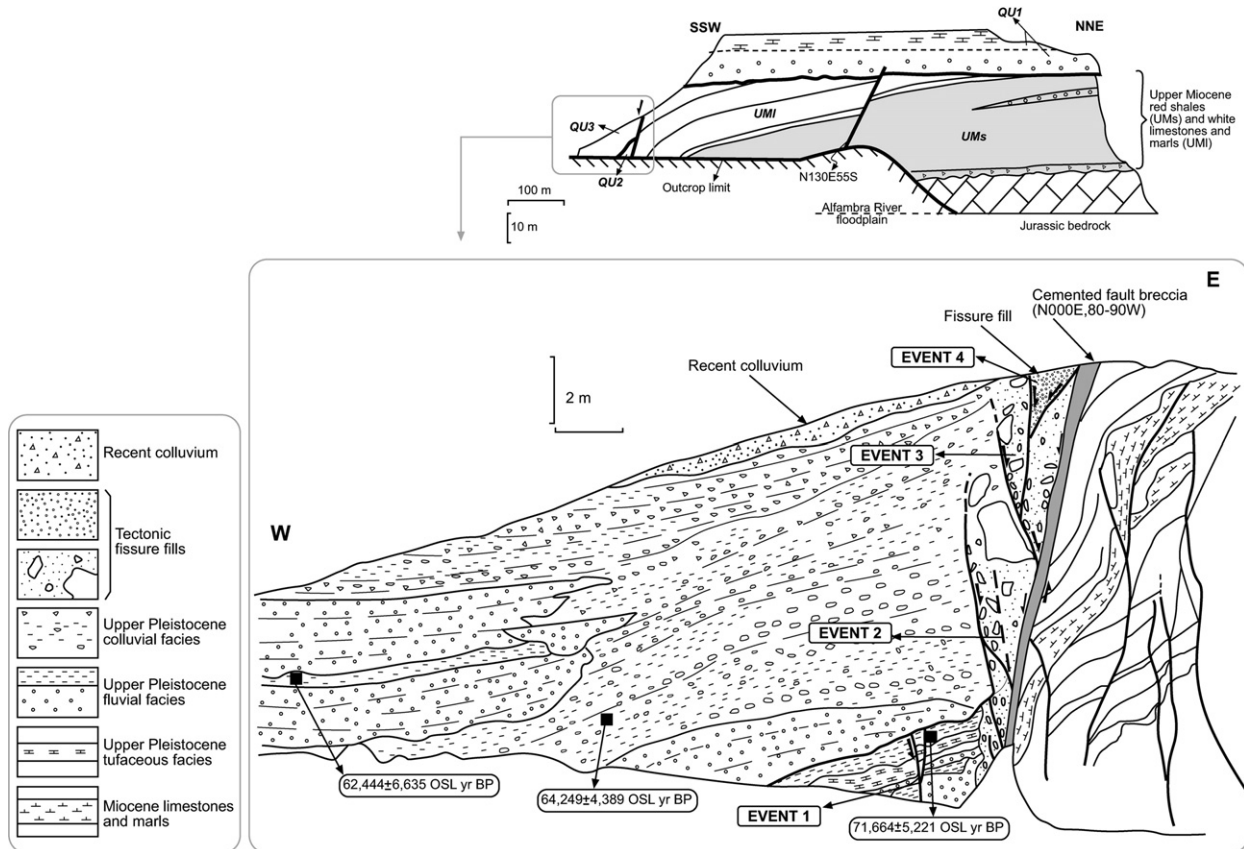 SSW
QU1
NNE
QU3
UMl
UMs
Upper Miocene
red shales
(UMs) and white
limestones and
marls (UMl)
QU2
Outcrop limit
N130E55S
100 m
10 m
Alfambra River
floodplain
Jurassic bedrock
E
Cemented fault breccia
(N000E,80-90W)
Fissure fill
EVENT 4
Recent colluvium
2 m
EVENT 3
W
EVENT 2
62,444±6,635 OSL yr BP
64,249±4,389 OSL yr BP
EVENT 1
71,664±5,221 OSL yr BP
Recent colluvium
Tectonic
fissure fills
Upper Pleistocene
colluvial facies
Upper Pleistocene
fluvial facies
Upper Pleistocene
tufaceous facies
Miocene limestones
and marls